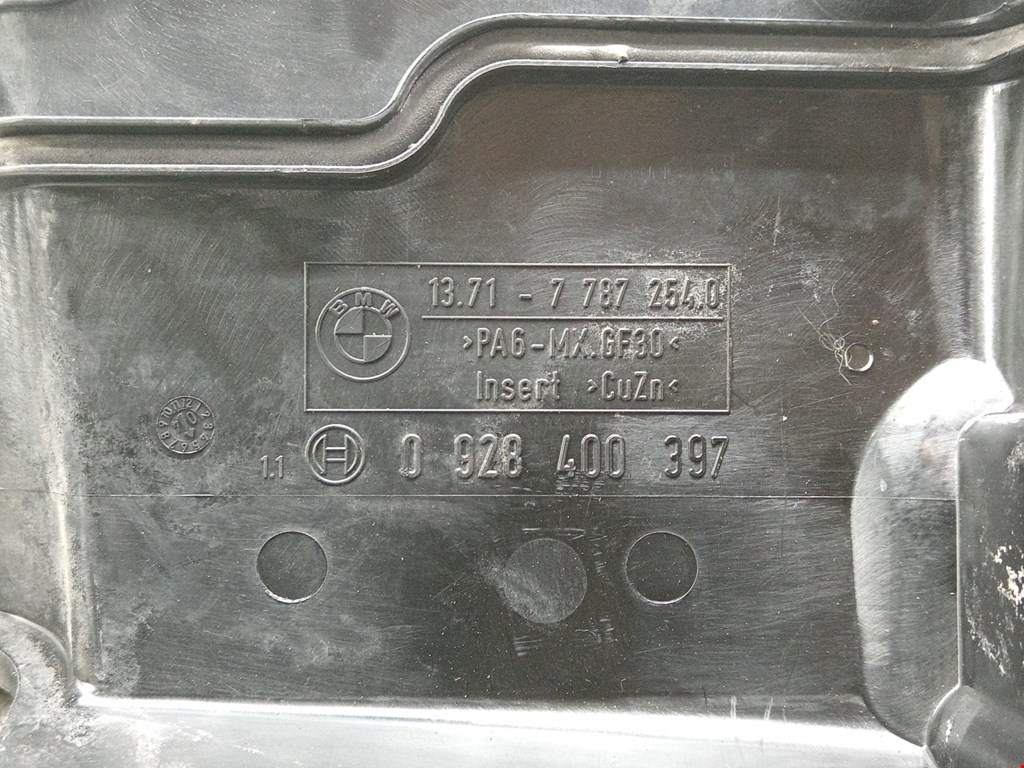 BMW
13.71 - 7 787 254.0
>PA6-MX.GF30<
Insert >CuZn<
1.1 0 928 400 397